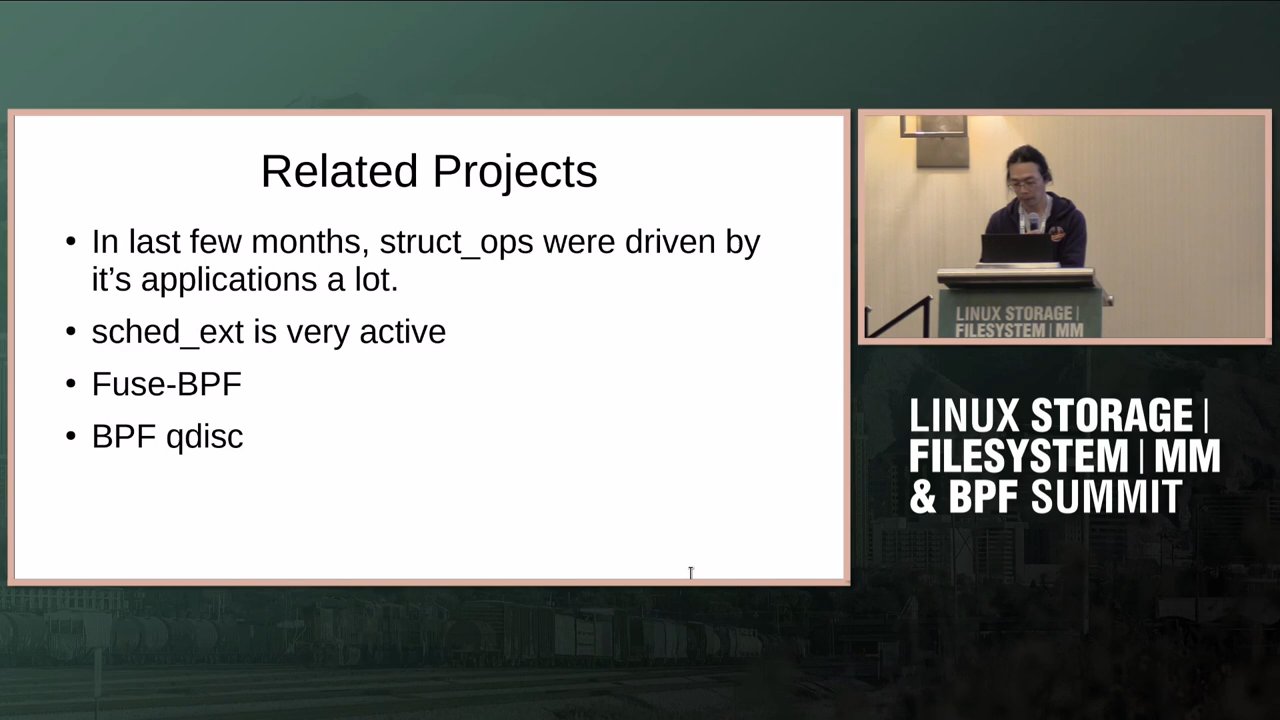 Related Projects
• In last few months, struct_ops were driven by
it’s applications a lot.
• sched_ext is very active
• Fuse-BPF
• BPF qdisc
LINUX STORAGE |
FILESYSTEM | MM
LINUX STORAGE |
FILESYSTEM | MM
& BPF SUMMIT